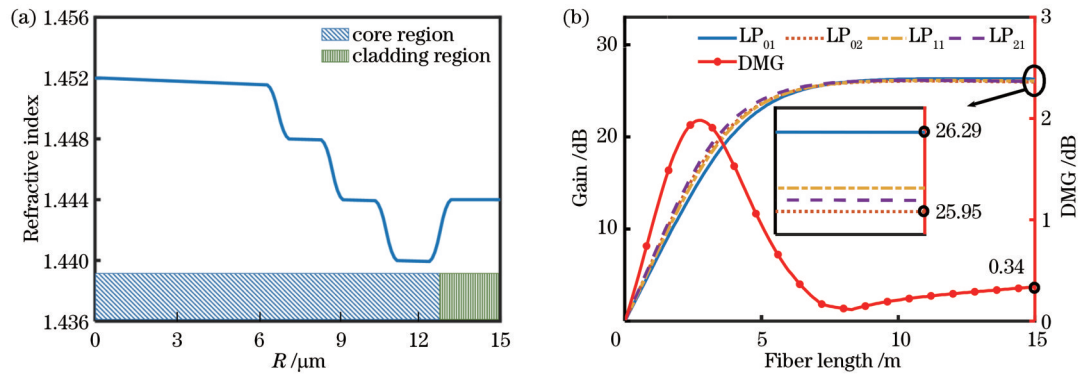 (a)
1.456
1.452
1.448
1.444
1.440
1.436
Refractive index
core region
cladding region
0
3
6
9
12
15
R /μm
(b)
30
20
10
0
Gain /dB
LP01
LP02
LP11
LP21
DMG
26.29
25.95
0.34
3
2
1
0
DMG /dB
5
10
15
Fiber length /m